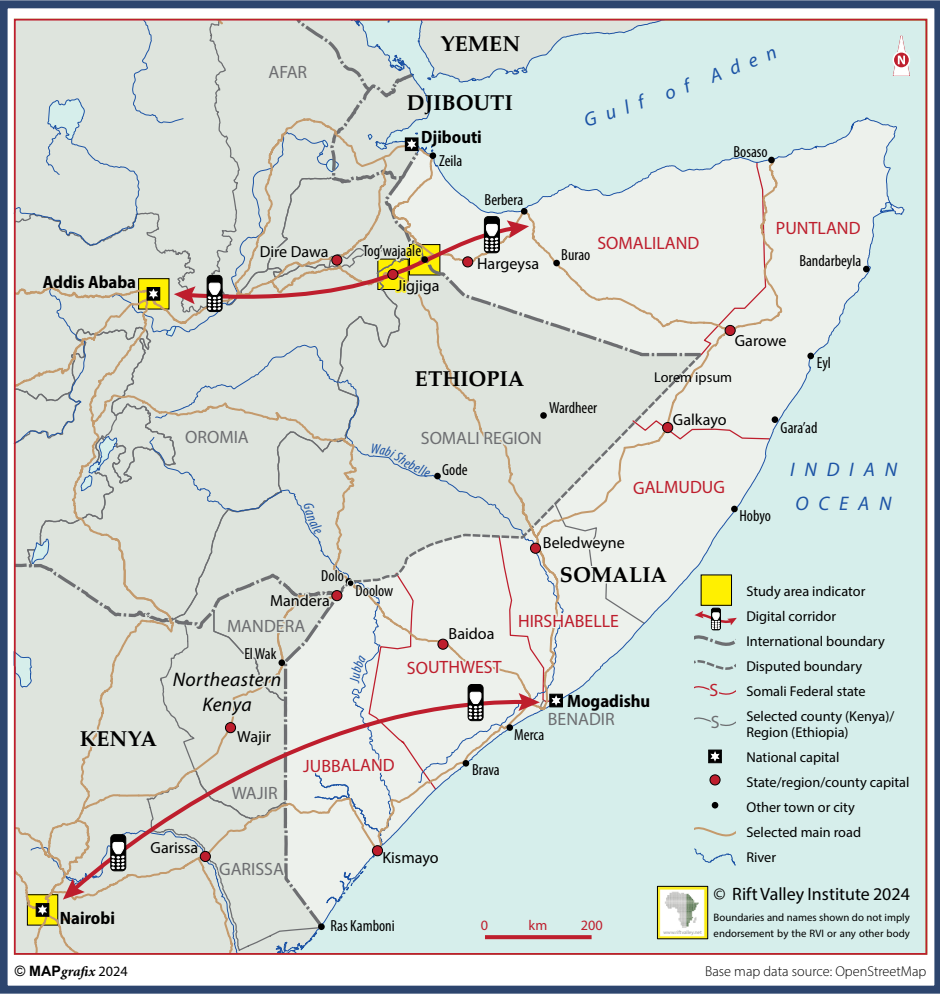 YEMEN
AFAR
Gulf of Aden
N
DJIBOUTI
Djibouti
Zeila
Bosaso
Berbera
PUNTLAND
SOMALILAND
Dire Dawa
Tog'wajaale
Hargeysa
Burao
Bandarbeyla
Addis Ababa
Jigjiga
Garowe
Eyl
ETHIOPIA
Lorem ipsum
Wardheer
Galkayo
Gara'ad
OROMIA
SOMALI REGION
Wabi Shebelle
Gode
INDIAN
OCEAN
GALMUDUG
Ganale
Hobyo
Beledweyne
SOMALIA
Dolo
Doolow
Mandera
MANDERA
HIRSHABELLE
Baidoa
El Wak
SOUTHWEST
Jubba
Northeastern
Kenya
Mogadishu
BENADIR
Wajir
Merca
KENYA
JUBBALAND
Brava
WAJIR
Garissa
GARISSA
Kismayo
Nairobi
Ras Kamboni
Study area indicator
Digital corridor
International boundary
Disputed boundary
S
Somali Federal state
S
Selected county (Kenya)/
Region (Ethiopia)
National capital
State/region/county capital
Other town or city
Selected main road
River
0 km 200
www.riftvalley.net
© Rift Valley Institute 2024
Boundaries and names shown do not imply
endorsement by the RVI or any other body
© MAPgrafix 2024
Base map data source: OpenStreetMap